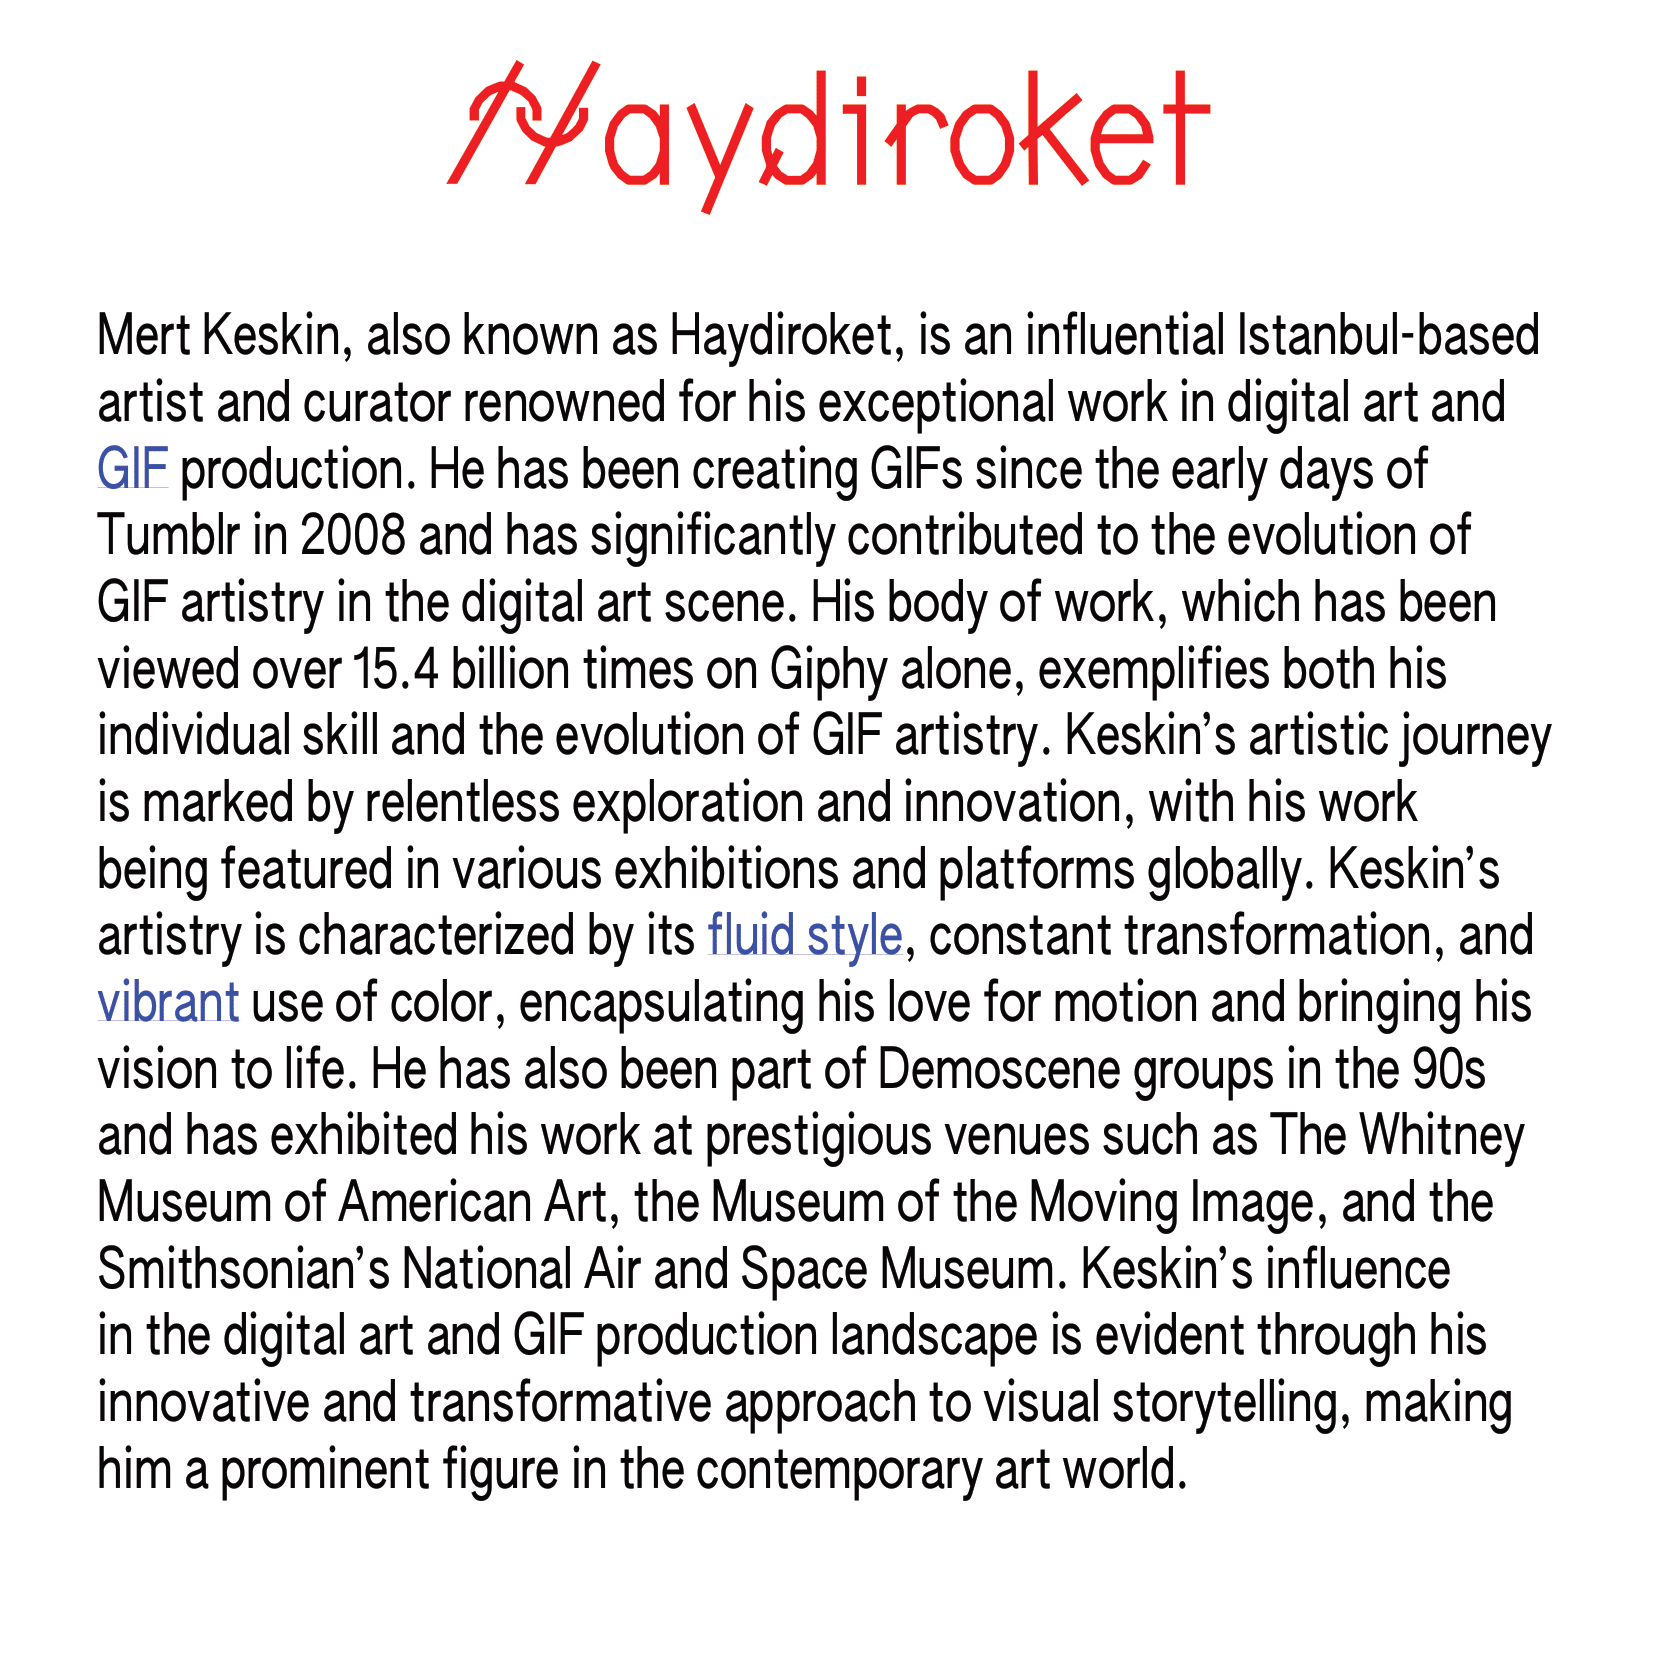 Haydiroket
Mert Keskin, also known as Haydiroket, is an influential Istanbul-based
artist and curator renowned for his exceptional work in digital art and
GIF production. He has been creating GIFs since the early days of
Tumblr in 2008 and has significantly contributed to the evolution of
GIF artistry in the digital art scene. His body of work, which has been
viewed over 15.4 billion times on Giphy alone, exemplifies both his
individual skill and the evolution of GIF artistry. Keskin’s artistic journey
is marked by relentless exploration and innovation, with his work
being featured in various exhibitions and platforms globally. Keskin’s
artistry is characterized by its fluid style, constant transformation, and
vibrant use of color, encapsulating his love for motion and bringing his
vision to life. He has also been part of Demoscene groups in the 90s
and has exhibited his work at prestigious venues such as The Whitney
Museum of American Art, the Museum of the Moving Image, and the
Smithsonian’s National Air and Space Museum. Keskin’s influence
in the digital art and GIF production landscape is evident through his
innovative and transformative approach to visual storytelling, making
him a prominent figure in the contemporary art world.